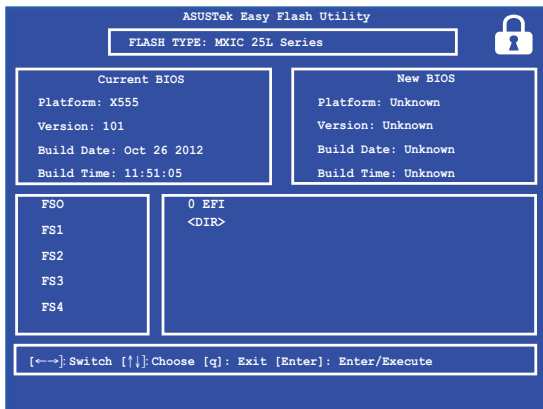 ASUSTek Easy Flash Utility
FLASH TYPE: MXIC 25L Series
Current BIOS
Platform: X555
Version: 101
Build Date: Oct 26 2012
Build Time: 11:51:05
New BIOS
Platform: Unknown
Version: Unknown
Build Date: Unknown
Build Time: Unknown
FSO
FS1
FS2
FS3
FS4
0 EFI
<DIR>
[←→]: Switch [↑↓]: Choose [q]: Exit [Enter]: Enter/Execute